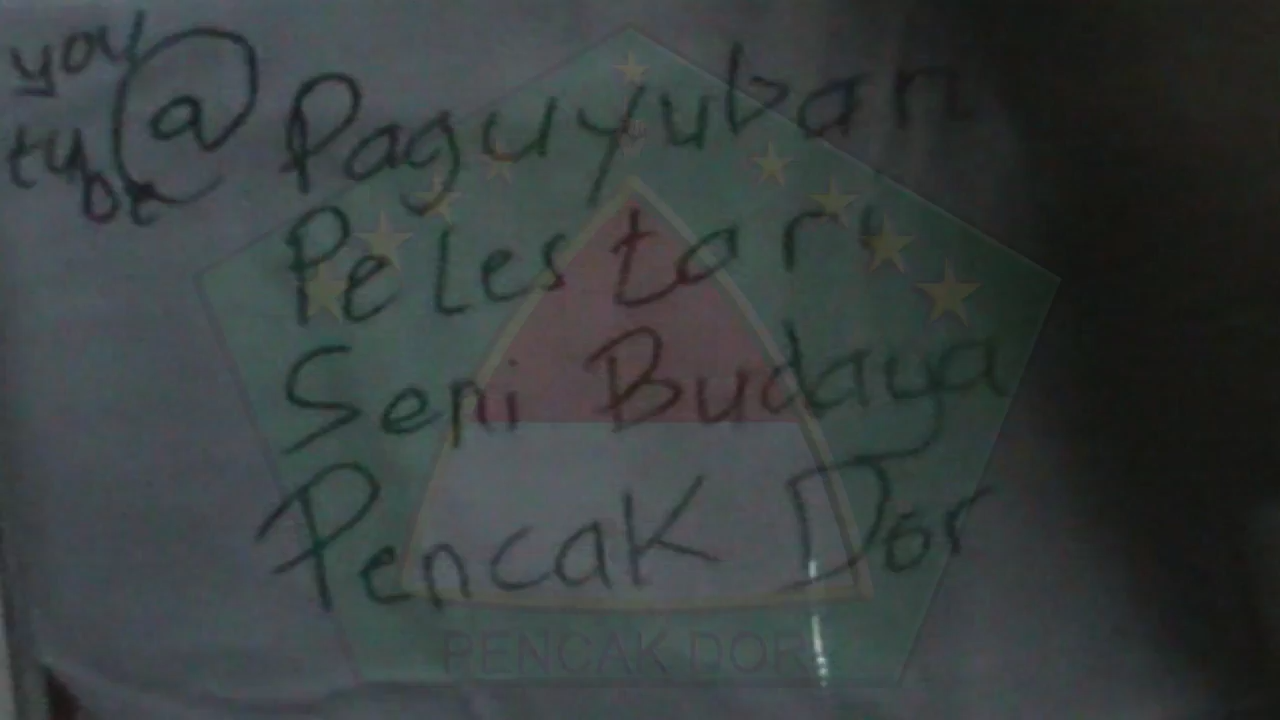 you
tube
@ Paguyuban
Pelestari
Seni Budaya
Pencak Dor
PENCAK DOR